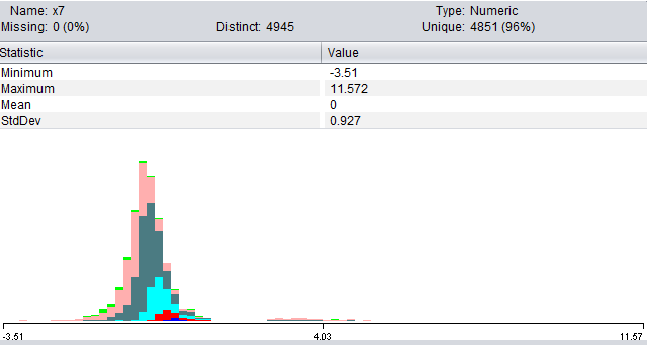 Name: x7 Type: Numeric
Missing: 0 (0%) Distinct: 4945 Unique: 4851 (96%)
Statistic Value
Minimum -3.51
Maximum 11.572
Mean 0
StdDev 0.927
-3.51 4.03 11.57